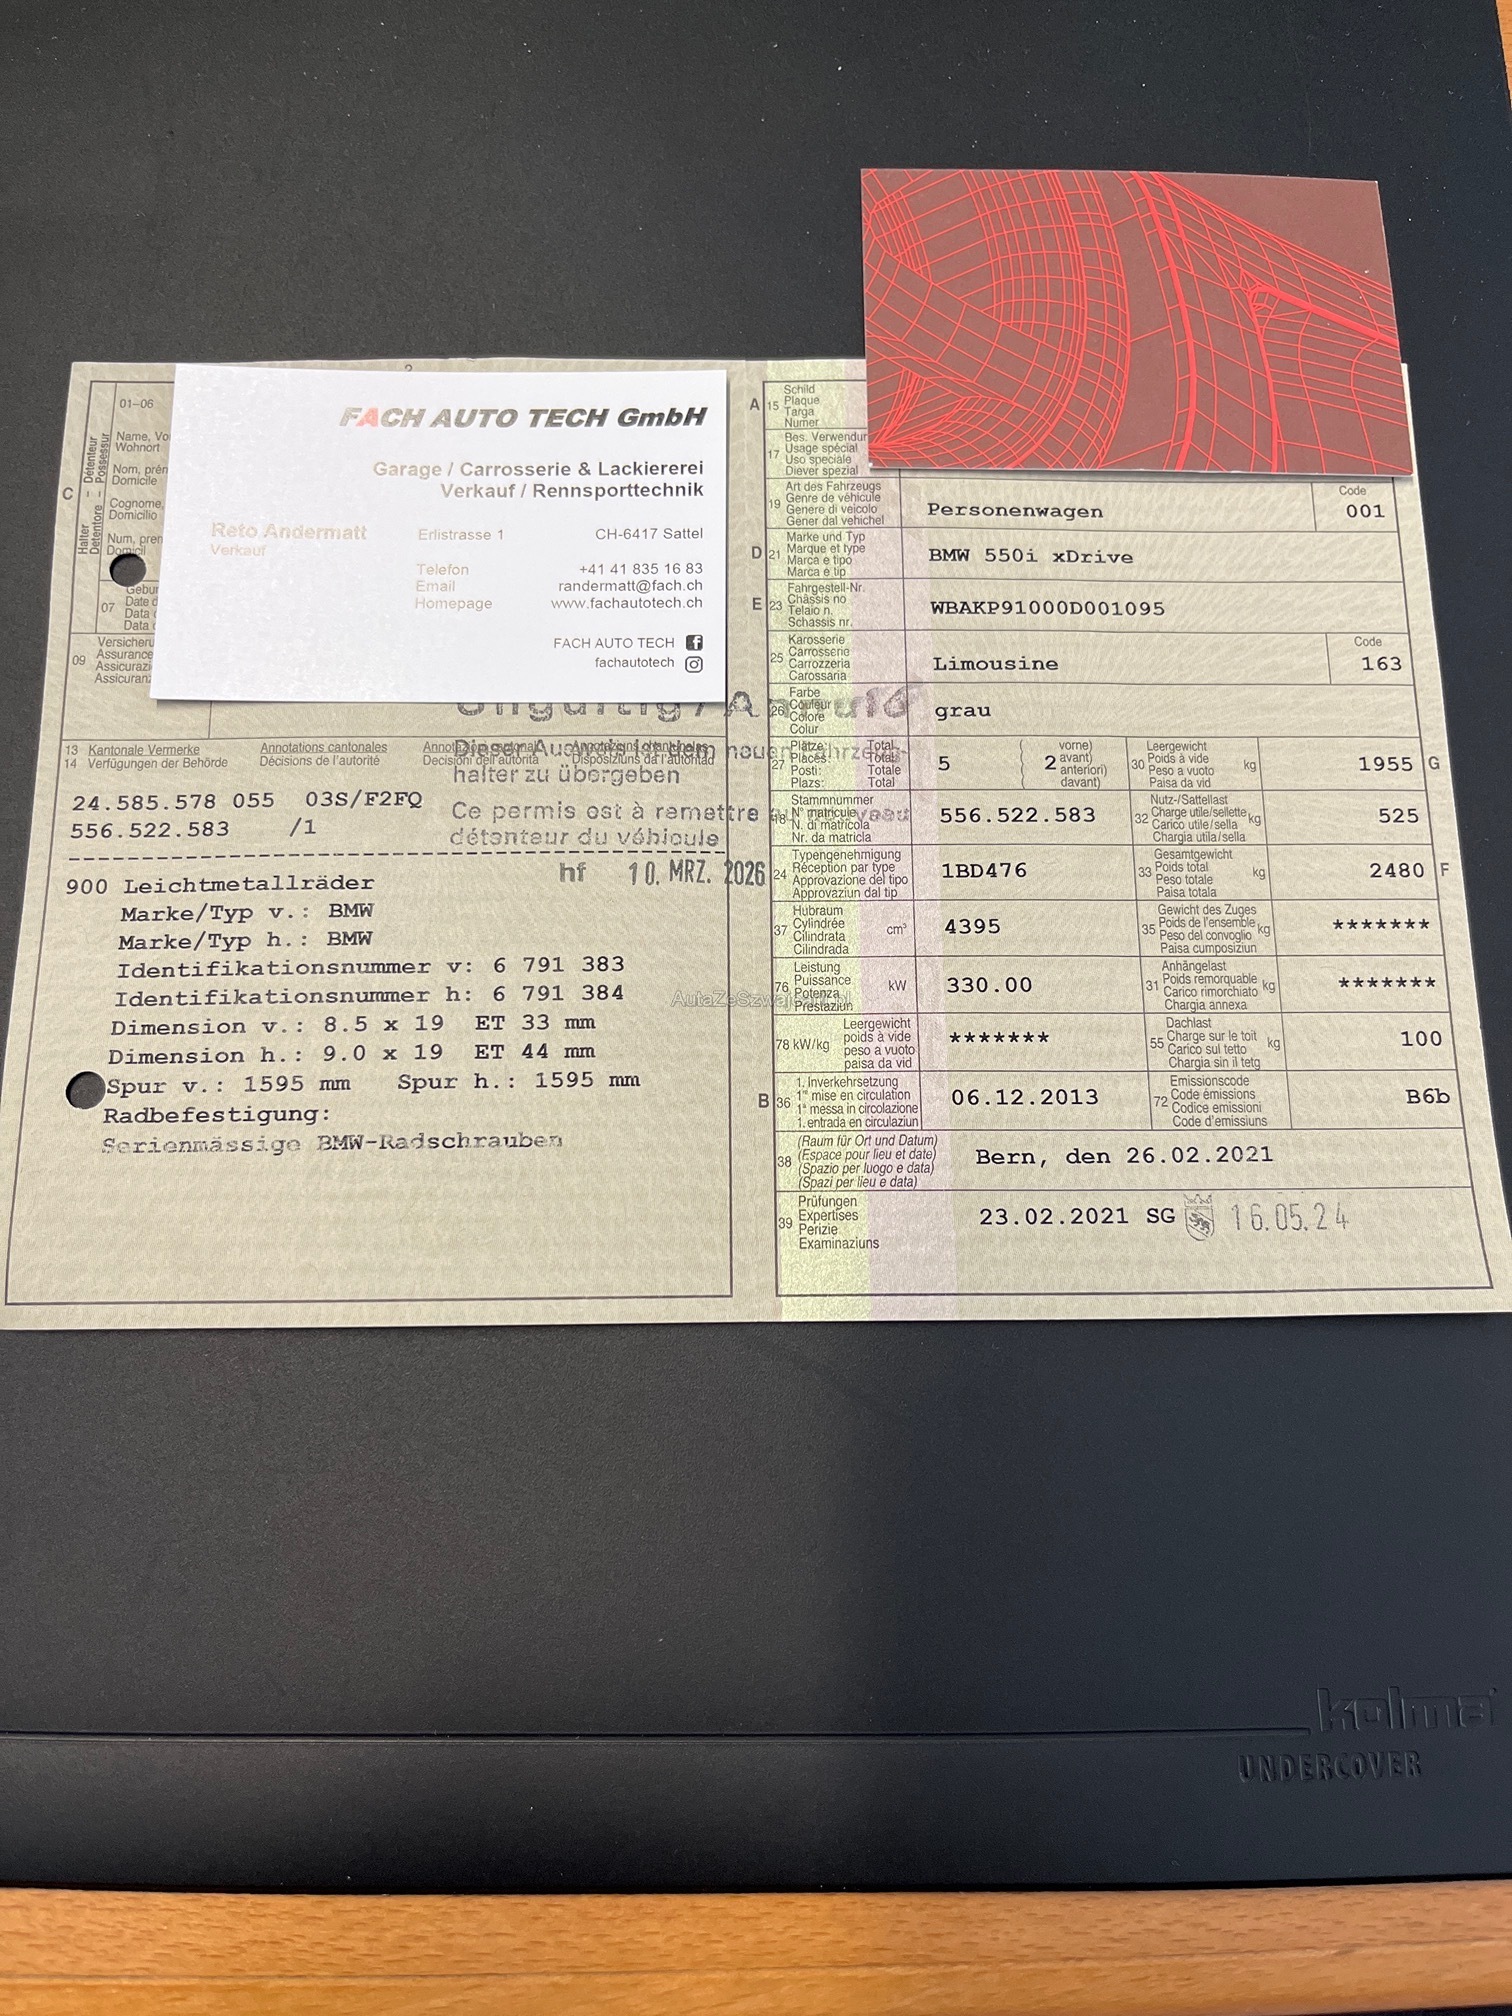 FACH AUTO TECH GmbH
Garage / Carrosserie & Lackiererei
Verkauf / Rennsporttechnik
Reto Andermatt
Verkauf
Erlistrasse 1
CH-6417 Sattel
Telefon +41 41 835 16 83
Email randermatt@fach.ch
Homepage www.fachautotech.ch
FACH AUTO TECH
fachautotech
C
Halter – Détenteur
Detentore – Possessur
01–06
Name,
Wohnort
Nom,
Domicile
Cognome,
Domicilio
Num,
Domicil
07
Date
Data
Data
09
Assurance
13 Kantonale Vermerke
14 Verfügungen der Behörde
Annotations cantonales
Décisions de l'autorité
Annotazioni cantonali
Decisioni dell'autorità
Annotaziuns chantunalas
Disposiziuns da l'autoritad
Ungültig / Annulé
Dieser Ausweis ist dem neuen Fahrzeug-
halter zu übergeben
Ce permis est à remettre au nouveau
détenteur du véhicule
hf 10. MRZ. 2026
24.585.578 055 03S/F2FQ
556.522.583 /1
900 Leichtmetallräder
Marke/Typ v.: BMW
Marke/Typ h.: BMW
Identifikationsnummer v: 6 791 383
Identifikationsnummer h: 6 791 384
Dimension v.: 8.5 x 19 ET 33 mm
Dimension h.: 9.0 x 19 ET 44 mm
Spur v.: 1595 mm Spur h.: 1595 mm
Radbefestigung:
Serienmässige BMW-Radschrauben
A 15
Schild
Plaque
Targa
Numer
17
Bes.
Usage spécial
Uso speciale
Diever spezial
19
Art des Fahrzeugs
Genre de véhicule
Genere di veicolo
Gener dal vehichel
Personenwagen
Code
001
D 21
Marke und Typ
Marque et type
Marca e tipo
Marca e tip
BMW 550i xDrive
E 23
Fahrgestell-Nr.
Châssis no
Telaio n.
Schassis nr.
WBAKP91000D001095
25
Karosserie
Carrosserie
Carrozzeria
Carossaria
Limousine
Code
163
26
Farbe
Couleur
Colore
Colur
grau
27
Plätze: Total
Places: Total
Posti: Totale
Plazs: Total
5
2
vorne)
avant)
anteriori)
davant)
30
Leergewicht
Poids à vide
Peso a vuoto
Paisa da vid
kg
1955 G
18
Stammnummer
N° matricule
N. di matricola
Nr. da matricla
556.522.583
32
Nutz-/Sattellast
Charge utile/sellette
Carico utile/sella
Chargia utila/sella
kg
525
24
Typengenehmigung
Réception par type
Approvazione del tipo
Approvaziun dal tip
1BD476
33
Gesamtgewicht
Poids total
Peso totale
Paisa totala
kg
2480 F
37
Hubraum
Cylindrée
Cilindrata
Cilindrada
cm³
4395
35
Gewicht des Zuges
Poids de l'ensemble
Peso del convoglio
Paisa cumposiziun
kg
*******
76
Leistung
Puissance
Potenza
Prestaziun
kW
330.00
31
Anhängelast
Poids remorquable
Carico rimorchiato
Chargia annexa
kg
*******
78 kW/kg
Leergewicht
poids à vide
peso a vuoto
paisa da vid
*******
55
Dachlast
Charge sur le toit
Carico sul tetto
Chargia sin il tetg
kg
100
B 36
1. Inverkehrsetzung
1re mise en circulation
1a messa in circolazione
1. entrada en circulaziun
06.12.2013
72
Emissionscode
Code émissions
Codice emissioni
Code d'emissiuns
B6b
38
(Raum für Ort und Datum)
(Espace pour lieu et date)
(Spazio per luogo e data)
(Spazi per lieu e data)
Bern, den 26.02.2021
39
Prüfungen
Expertises
Perizie
Examinaziuns
23.02.2021 SG 16.05.24
kolma
UNDERCOVER